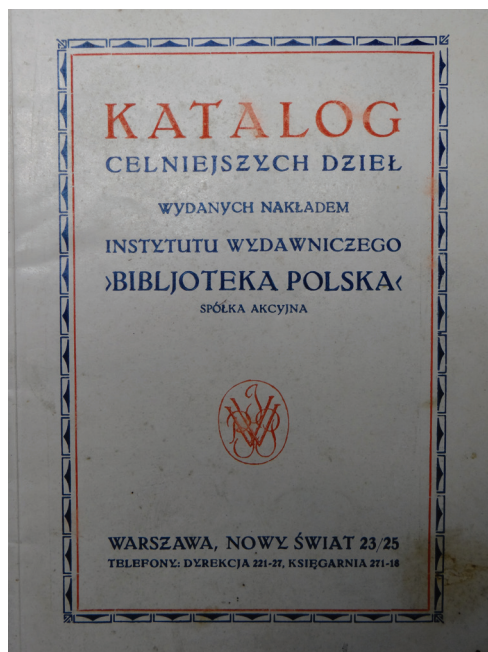 KATALOG
CELNIEJSZYCH DZIEŁ
WYDANYCH NAKŁADEM
INSTYTUTU WYDAWNICZEGO
›BIBLJOTEKA POLSKA‹
SPÓŁKA AKCYJNA
WARSZAWA, NOWY ŚWIAT 23/25
TELEFONY: DYREKCJA 221-27, KSIĘGARNIA 271-16